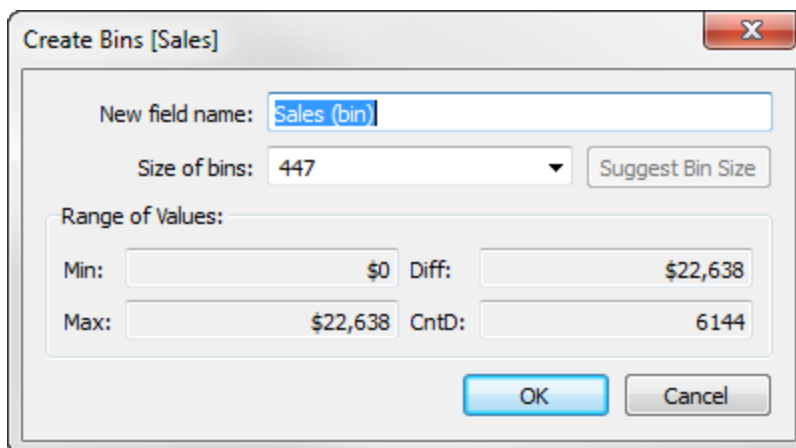 Create Bins [Sales]
New field name: Sales (bin)
Size of bins: 447 Suggest Bin Size
Range of Values:
Min: $0 Diff: $22,638
Max: $22,638 CntD: 6144
OK Cancel